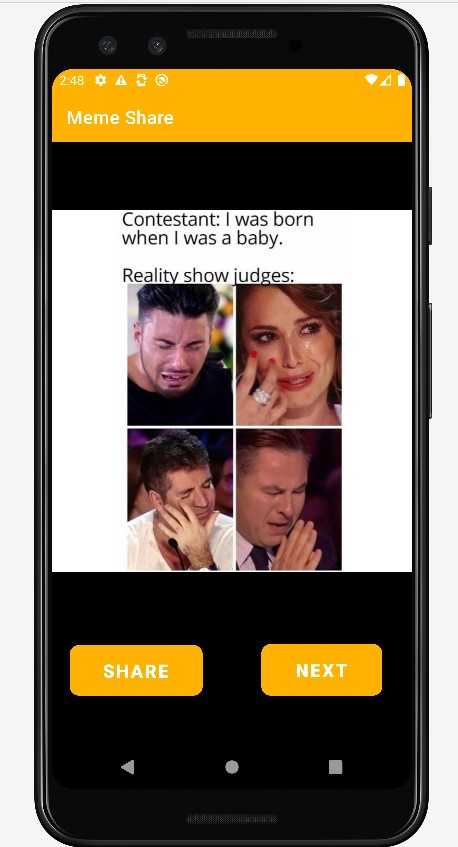 2:48
Meme Share
Contestant: I was born
when I was a baby.
Reality show judges:
SHARE
NEXT